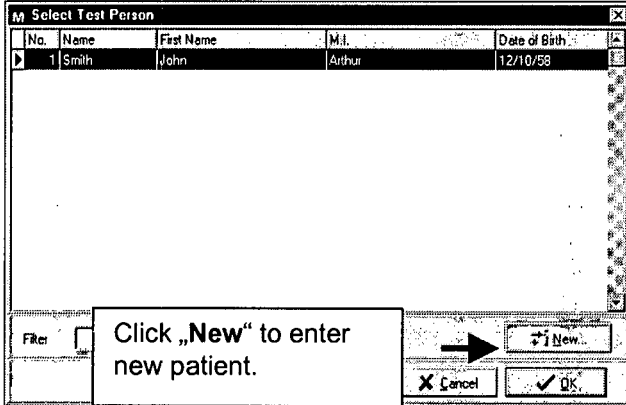 M Select Test Person
No. Name First Name M.I. Date of Birth
1 Smith John Arthur 12/10/58
Filter
Click „New“ to enter
new patient.
New...
Cancel OK